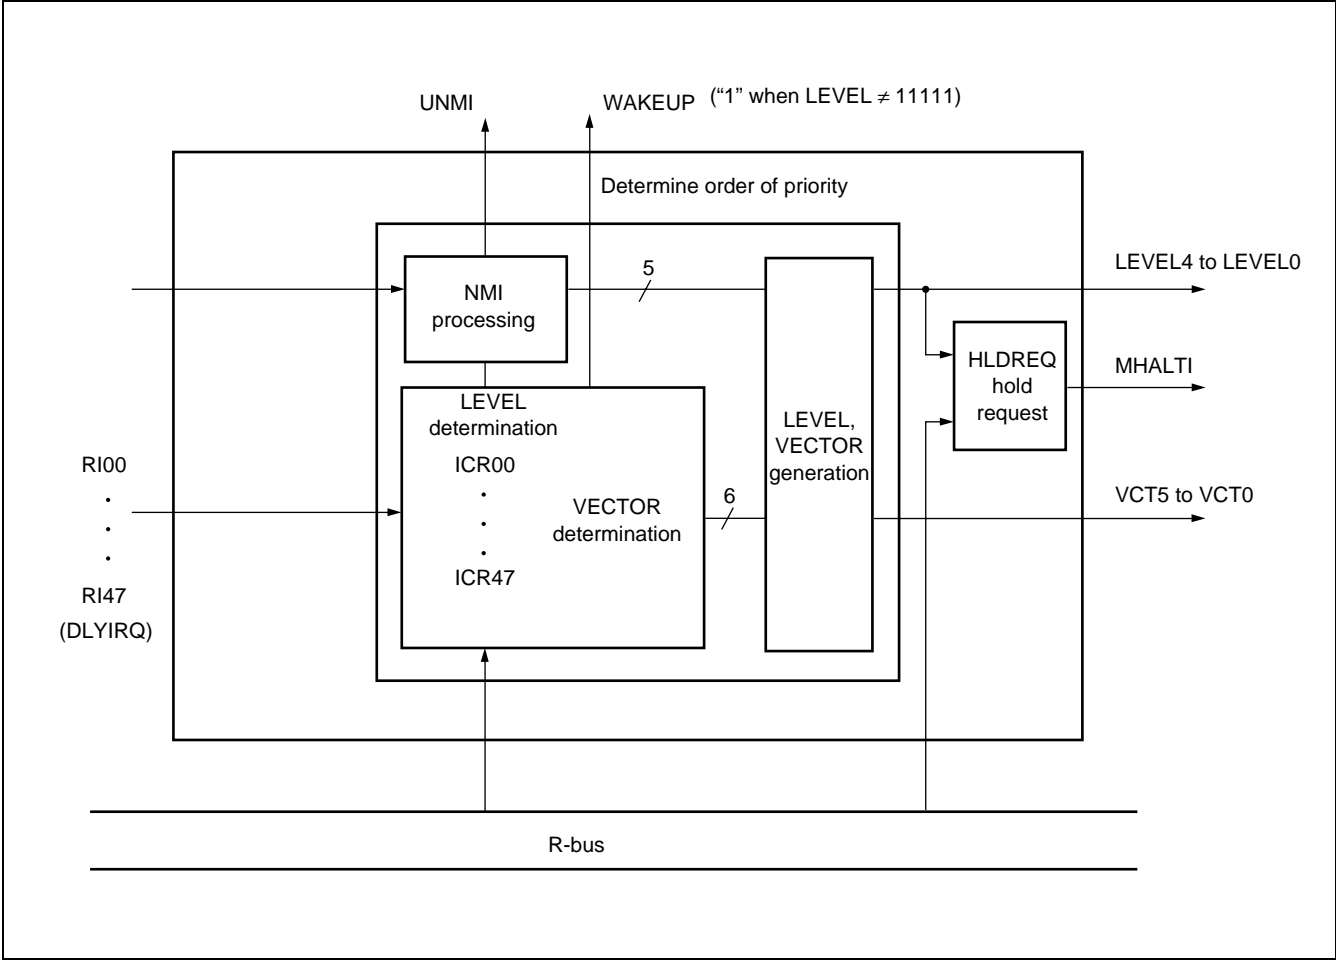 UNMI
WAKEUP
(“1” when LEVEL ≠ 11111)
Determine order of priority
NMI
processing
5
LEVEL4 to LEVEL0
HLDREQ
hold
request
MHALTI
LEVEL
determination
ICR00
.
.
.
ICR47
VECTOR
determination
6
LEVEL,
VECTOR
generation
VCT5 to VCT0
RI00
.
.
.
RI47
(DLYIRQ)
R-bus